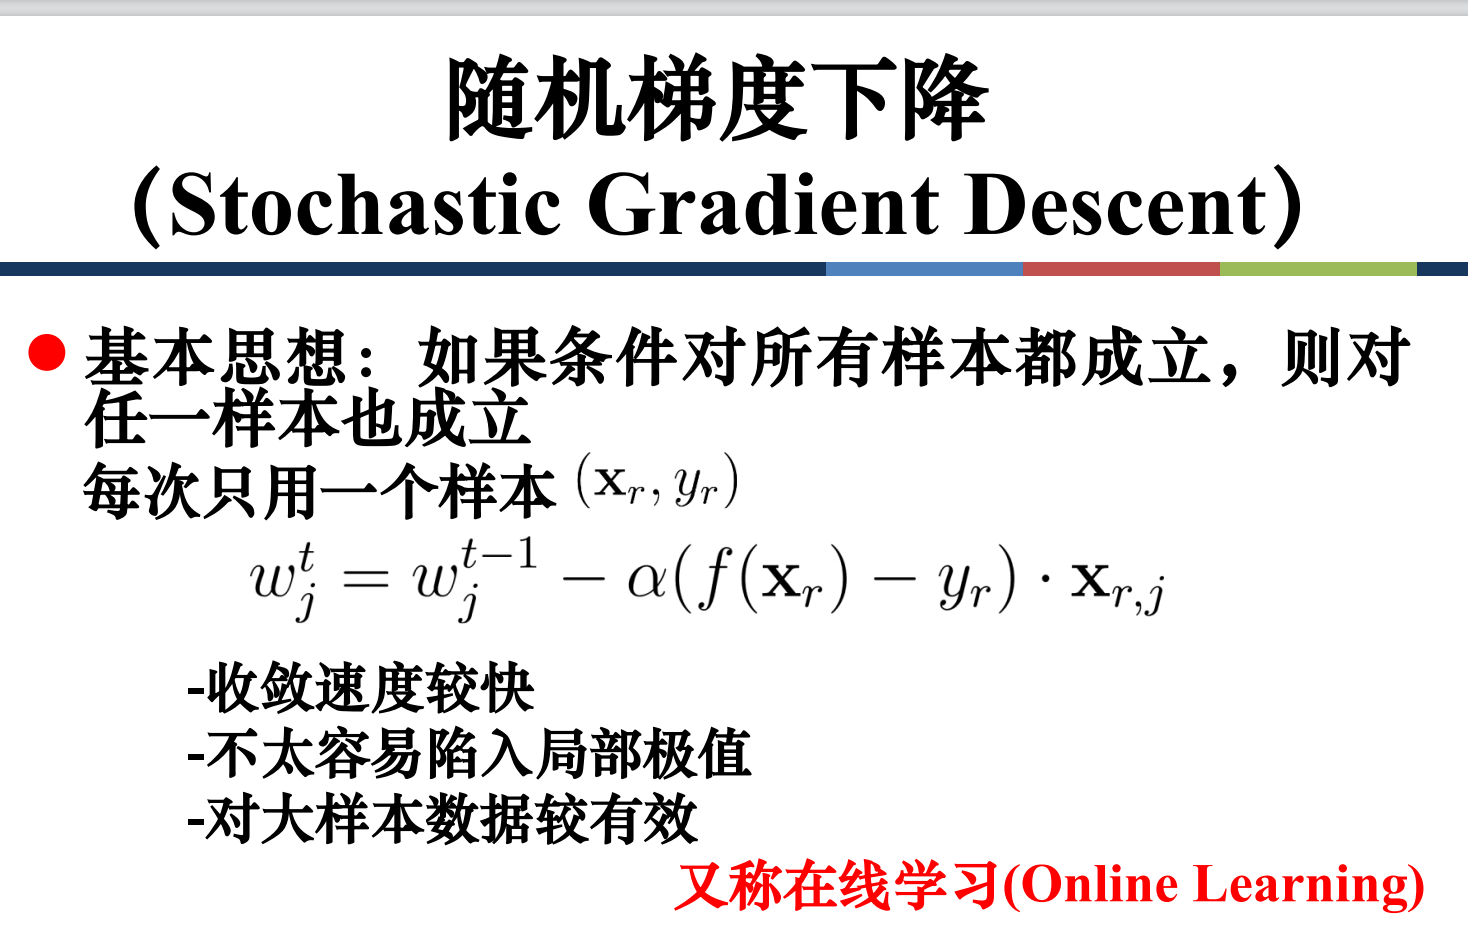 随机梯度下降
（Stochastic Gradient Descent）
基本思想：如果条件对所有样本都成立，则对
任一样本也成立
每次只用一个样本 $(\mathbf{x}_r, y_r)$
$w_j^t = w_j^{t-1} - \alpha(f(\mathbf{x}_r) - y_r) \cdot \mathbf{x}_{r,j}$
-收敛速度较快
-不太容易陷入局部极值
-对大样本数据较有效
又称在线学习(Online Learning)